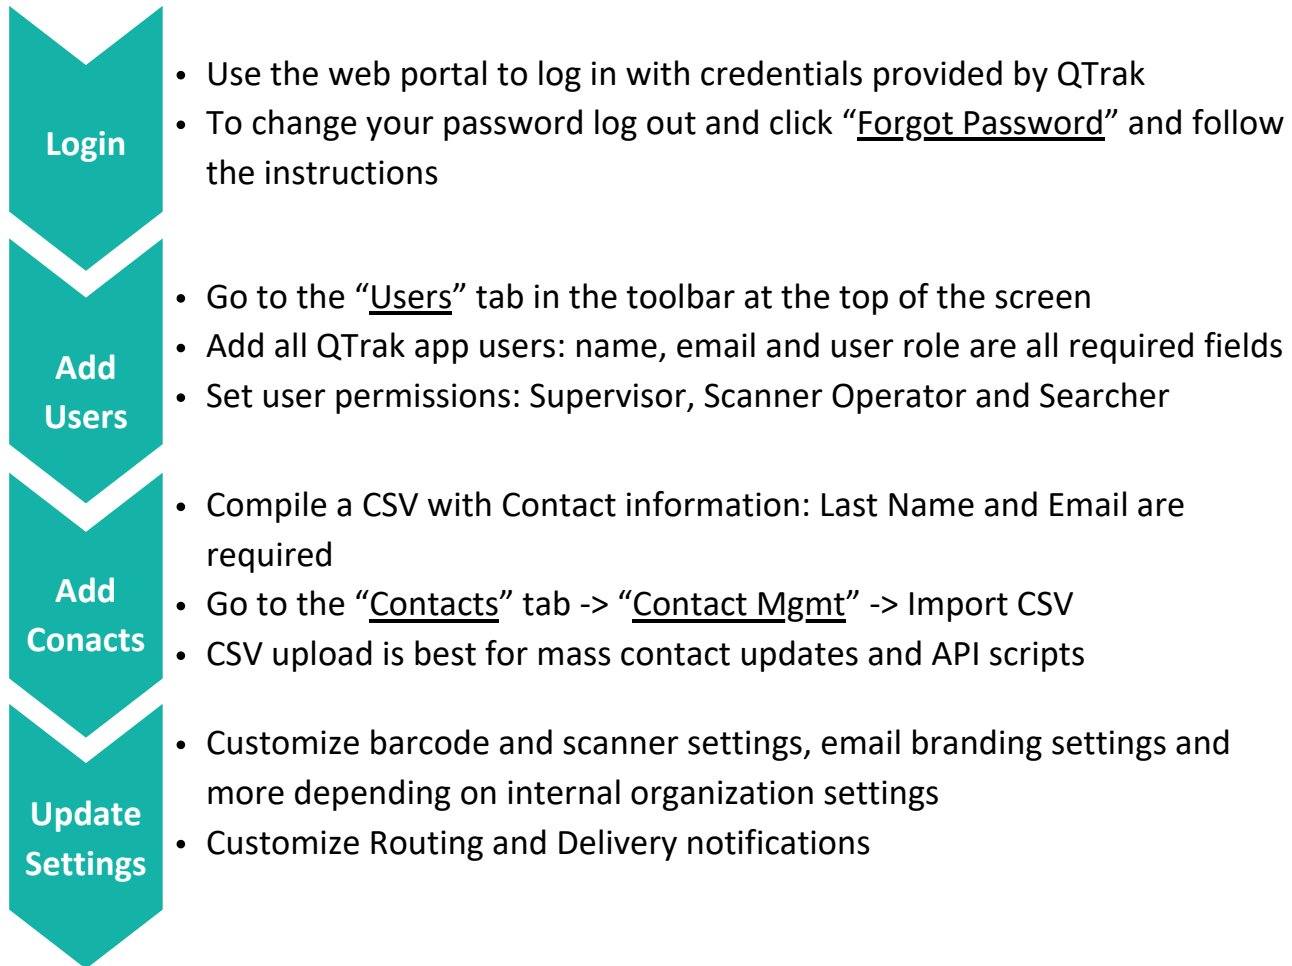 Login
• Use the web portal to log in with credentials provided by QTrak
• To change your password log out and click “Forgot Password” and follow
the instructions
Add
Users
• Go to the “Users” tab in the toolbar at the top of the screen
• Add all QTrak app users: name, email and user role are all required fields
• Set user permissions: Supervisor, Scanner Operator and Searcher
Add
Conacts
• Compile a CSV with Contact information: Last Name and Email are
required
• Go to the “Contacts” tab -> “Contact Mgmt” -> Import CSV
• CSV upload is best for mass contact updates and API scripts
Update
Settings
• Customize barcode and scanner settings, email branding settings and
more depending on internal organization settings
• Customize Routing and Delivery notifications